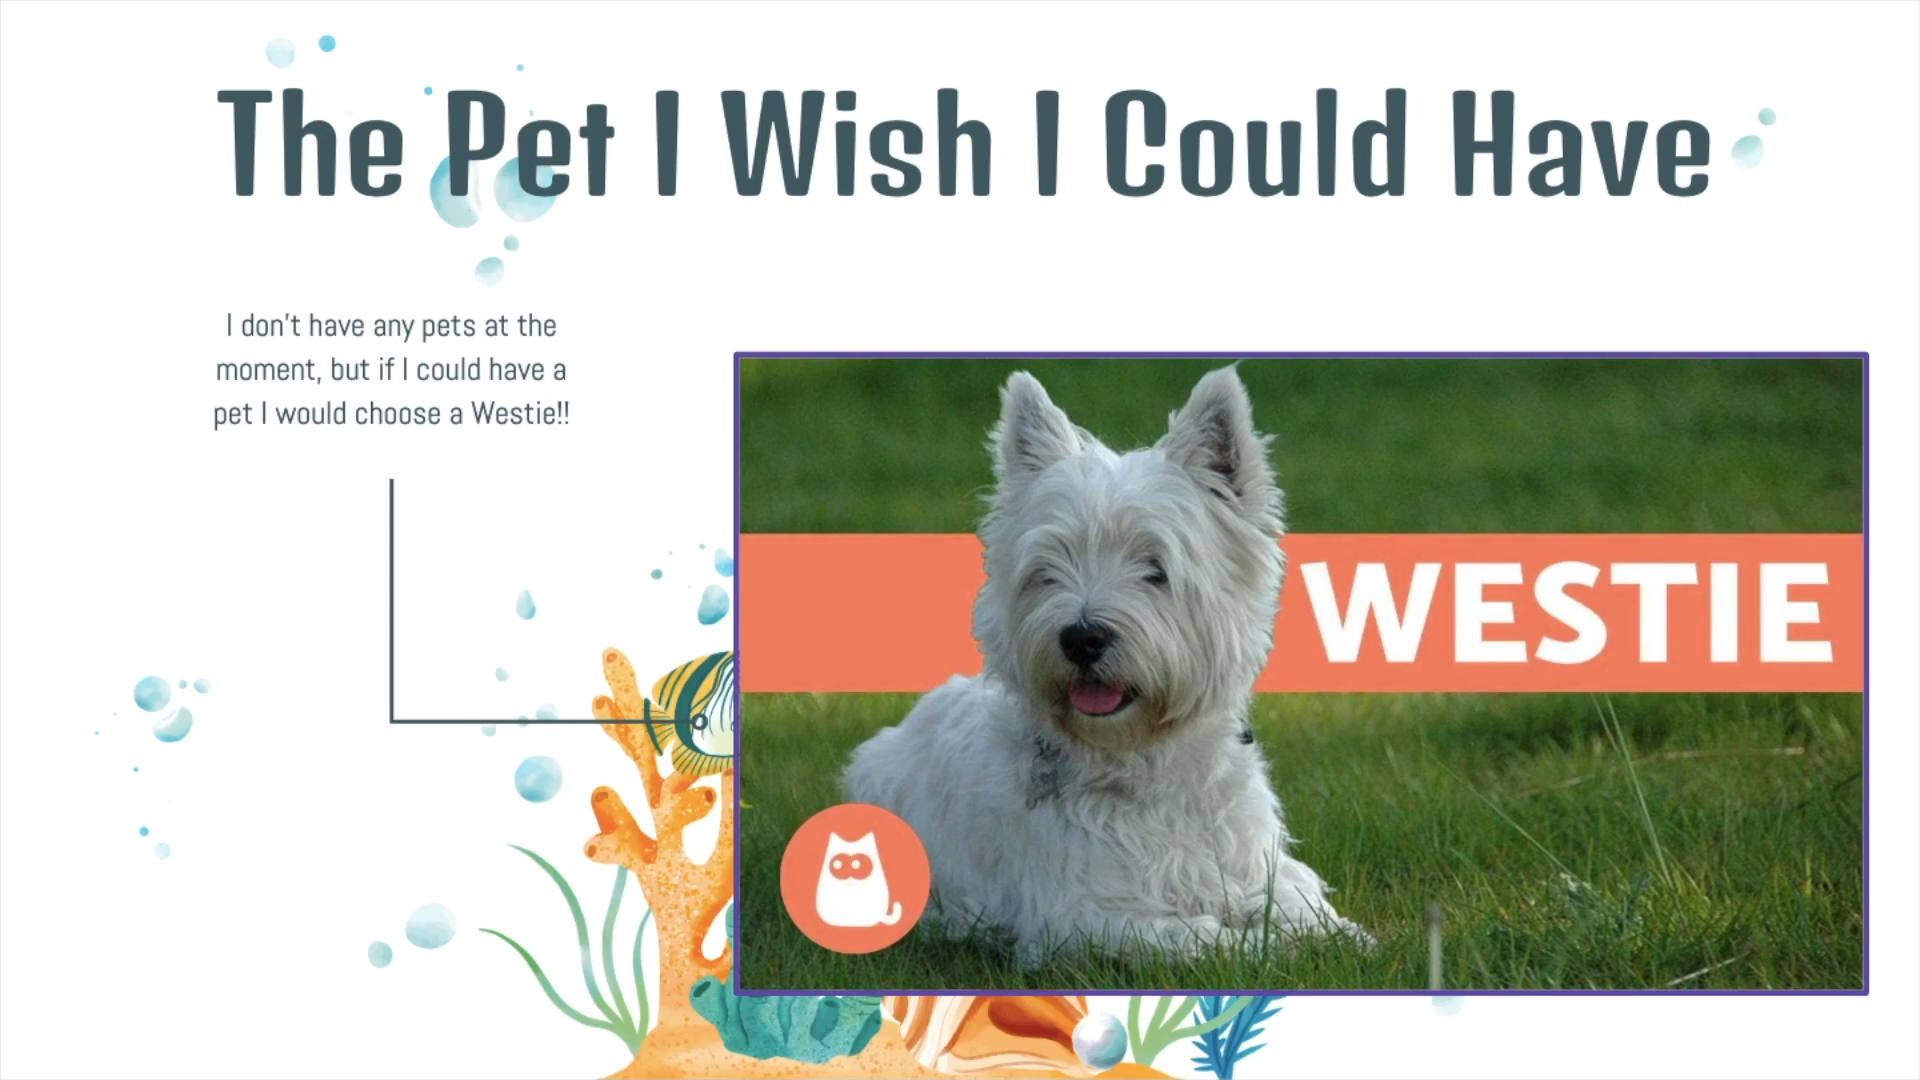 The Pet I Wish I Could Have
I don't have any pets at the
moment, but if I could have a
pet I would choose a Westie!!
WESTIE